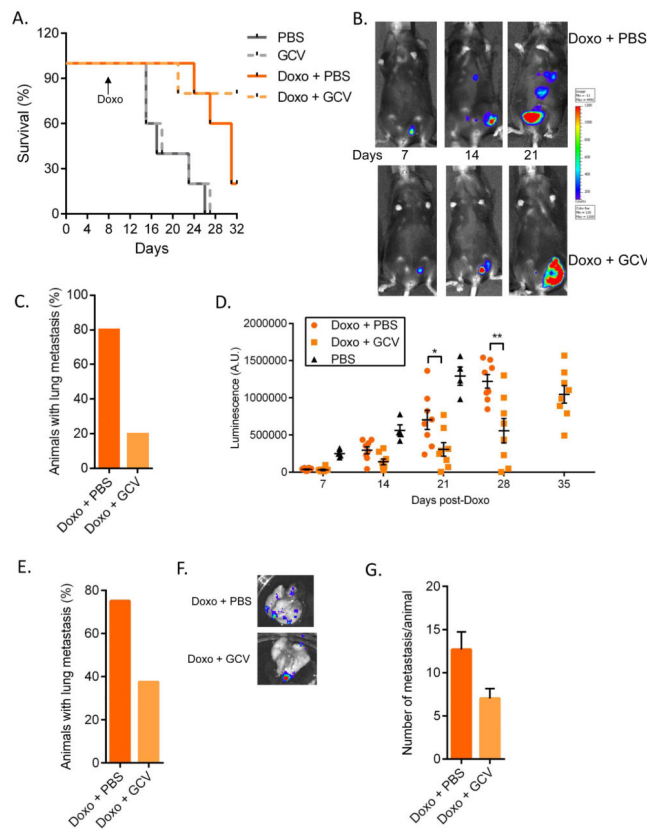 A.
120
90
60
30
0
Survival (%)
Doxo
0 4 8 12 16 20 24 28 32
Days
PBS
GCV
Doxo + PBS
Doxo + GCV
B.
Doxo + PBS
Days 7 14 21
Doxo + GCV
C.
Animals with lung metastasis (%)
100
80
60
40
20
0
Doxo + PBS
Doxo + GCV
D.
Luminescence (A.U.)
2000000
1500000
1000000
500000
0
Doxo + PBS
Doxo + GCV
PBS
*
**
7 14 21 28 35
Days post-Doxo
E.
Animals with lung metastasis (%)
80
60
40
20
0
Doxo + PBS
Doxo + GCV
F.
Doxo + PBS
Doxo + GCV
G.
Number of metastasis/animal
20
15
10
5
0
Doxo + PBS
Doxo + GCV